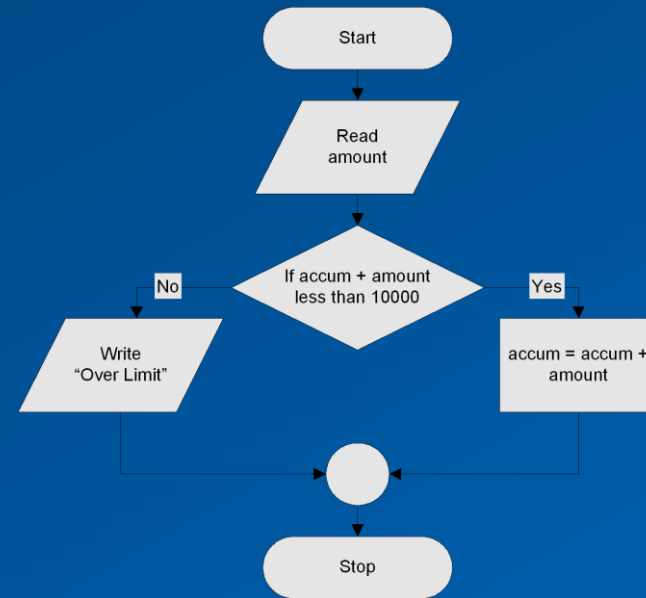 Start
Read
amount
If accum + amount
less than 10000
No
Yes
Write
“Over Limit”
accum = accum +
amount
Stop